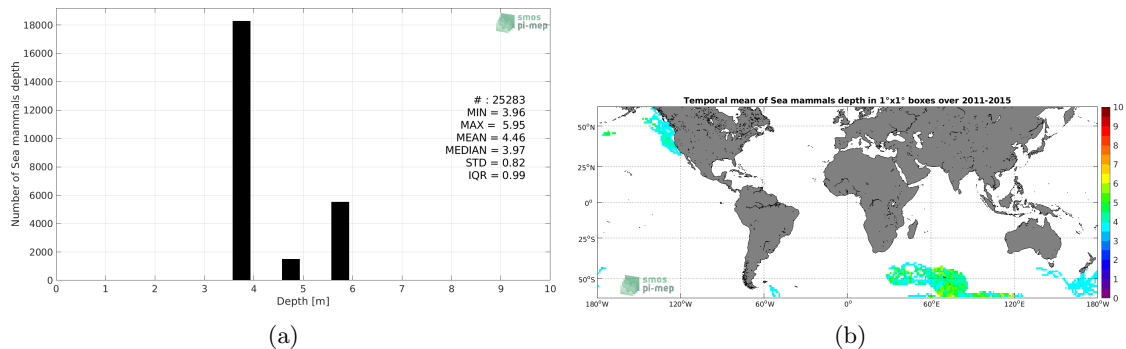 18000
16000
14000
12000
10000
8000
6000
4000
2000
0
Number of Sea mammals depth
smos
pi-mep
# : 25283
MIN = 3.96
MAX = 5.95
MEAN = 4.46
MEDIAN = 3.97
STD = 0.82
IQR = 0.99
0 1 2 3 4 5 6 7 8 9 10
Depth [m]
(a)
Temporal mean of Sea mammals depth in 1°x1° boxes over 2011-2015
50°N
25°N
0°
25°S
50°S
smos
pi-mep
180°W 120°W 60°W 0° 60°E 120°E 180°W
10
9
8
7
6
5
4
3
2
1
0
(b)